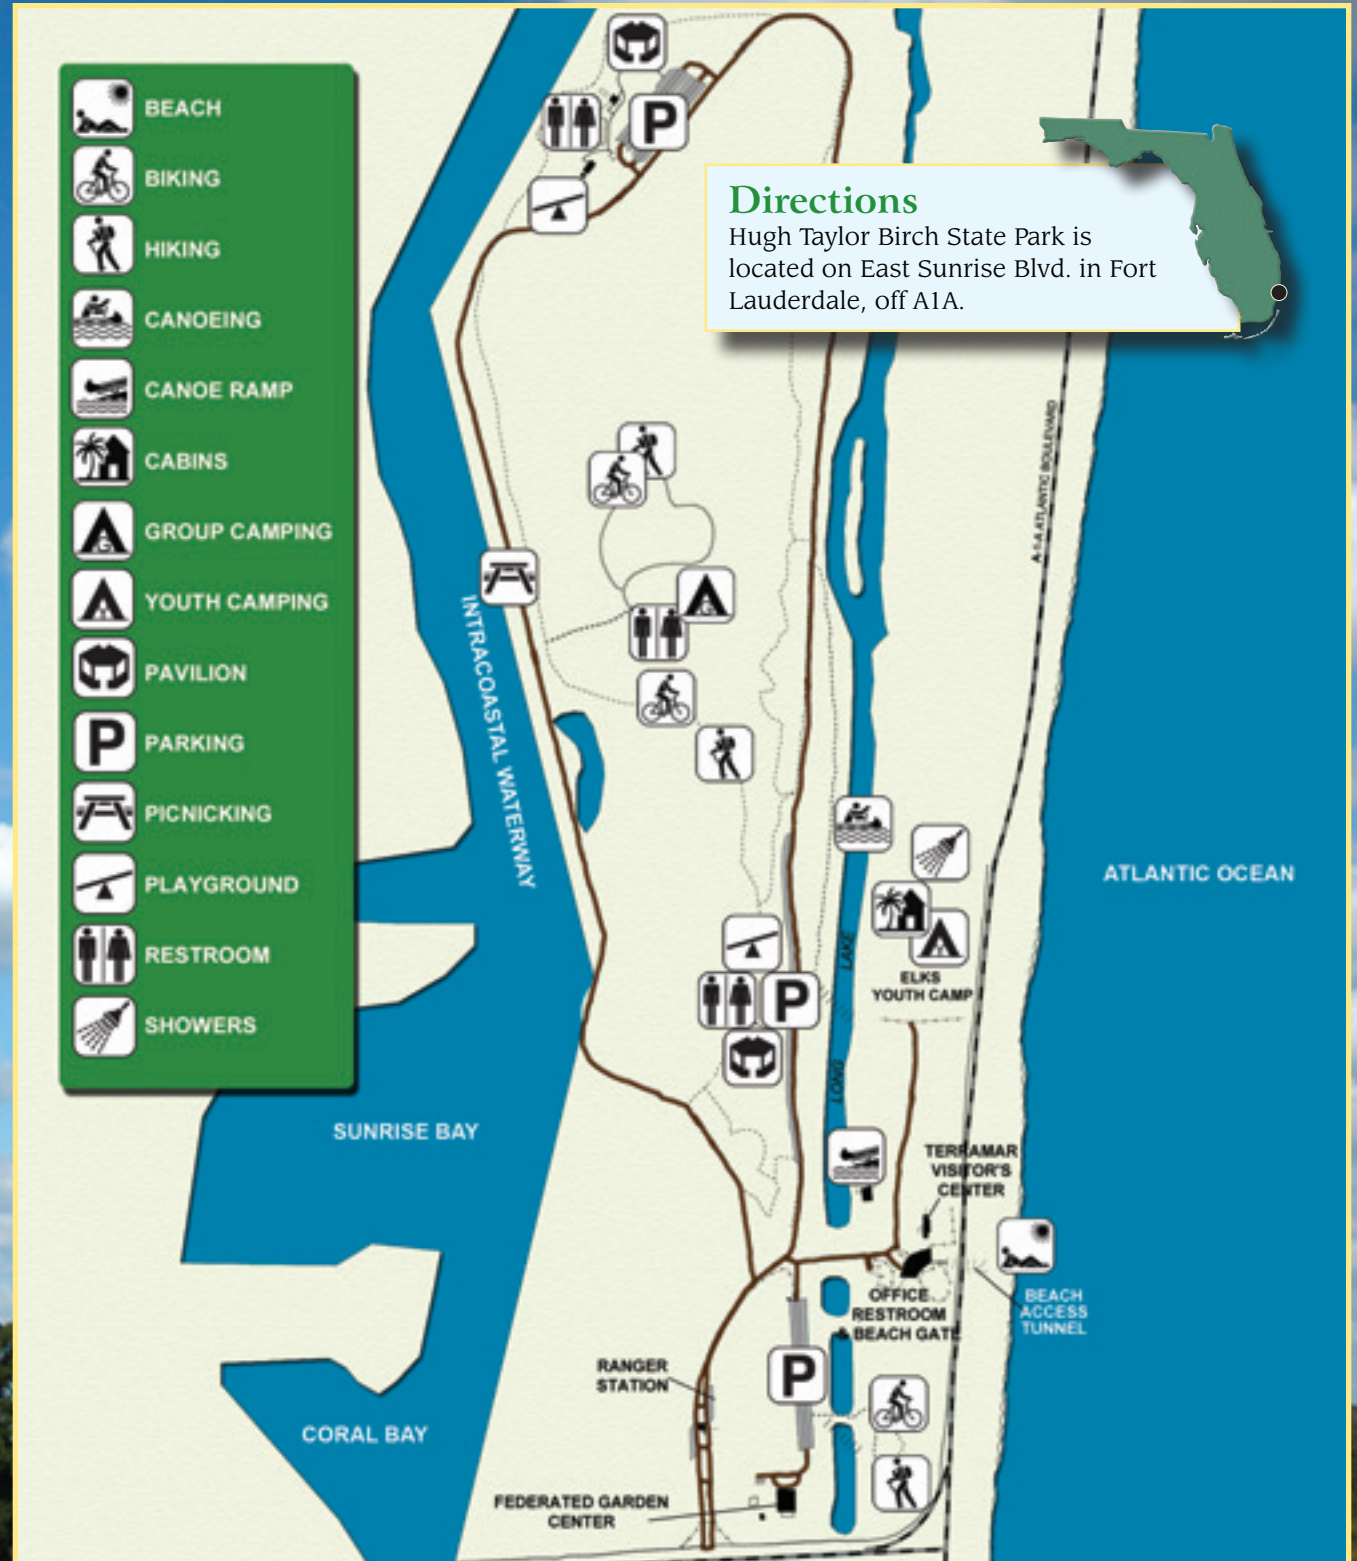 BEACH
BIKING
HIKING
CANOEING
CANOE RAMP
CABINS
GROUP CAMPING
YOUTH CAMPING
PAVILION
P
PARKING
PICNICKING
PLAYGROUND
RESTROOM
SHOWERS
P
Directions
Hugh Taylor Birch State Park is
located on East Sunrise Blvd. in Fort
Lauderdale, off A1A.
A-1-A ATLANTIC BOULEVARD
INTRACOASTAL WATERWAY
ATLANTIC OCEAN
ELKS
YOUTH CAMP
P
LONG LAKE
SUNRISE BAY
TERRAMAR
VISITOR'S
CENTER
OFFICE
RESTROOM
& BEACH GATE
BEACH
ACCESS
TUNNEL
RANGER
STATION
P
CORAL BAY
FEDERATED GARDEN
CENTER